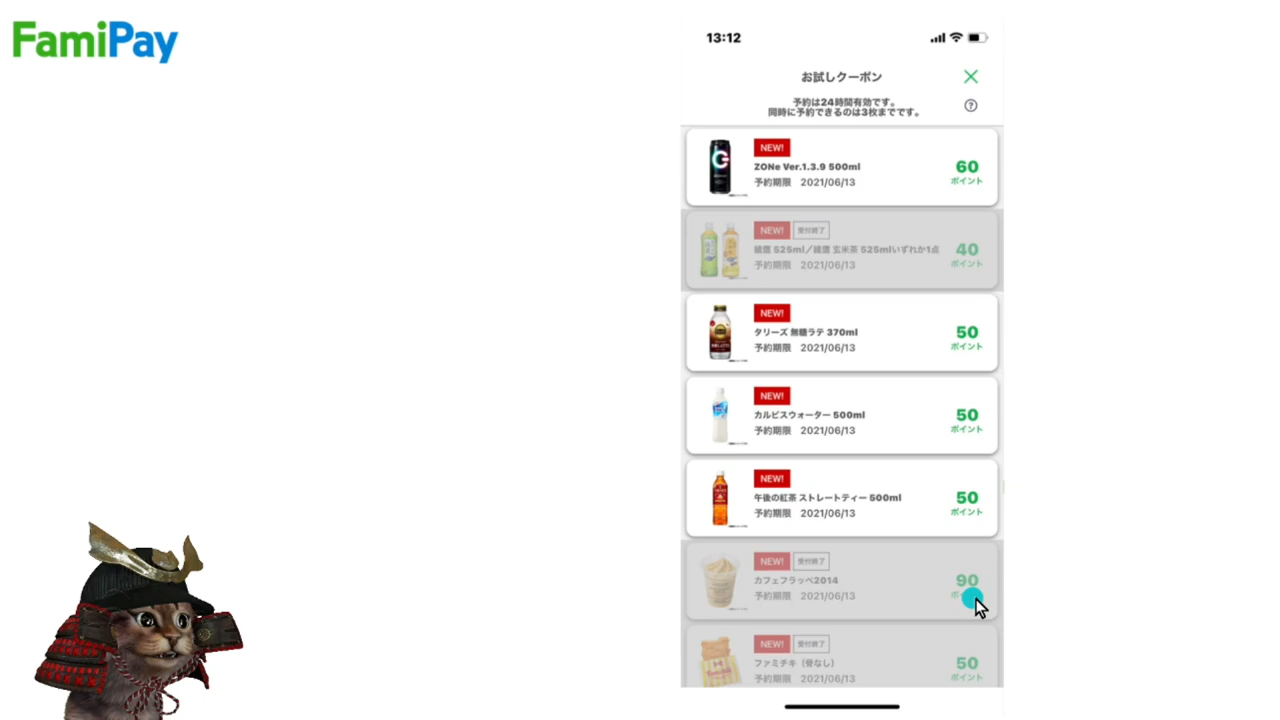 FamiPay
13:12
お試しクーポン
予約は24時間有効です。
同時に予約できるのは3枚までです。
NEW!
ZONe Ver.1.3.9 500ml
予約期限 2021/06/13
60
ポイント
NEW! 受付終了
綾鷹 525ml／綾鷹 玄米茶 525mlいずれか1点
予約期限 2021/06/13
40
ポイント
NEW!
タリーズ 無糖ラテ 370ml
予約期限 2021/06/13
50
ポイント
NEW!
カルピスウォーター 500ml
予約期限 2021/06/13
50
ポイント
NEW!
午後の紅茶 ストレートティー 500ml
予約期限 2021/06/13
50
ポイント
NEW! 受付終了
カフェフラッペ2014
予約期限 2021/06/13
90
NEW! 受付終了
ファミチキ（骨なし）
予約期限 2021/06/13
50
ポイント